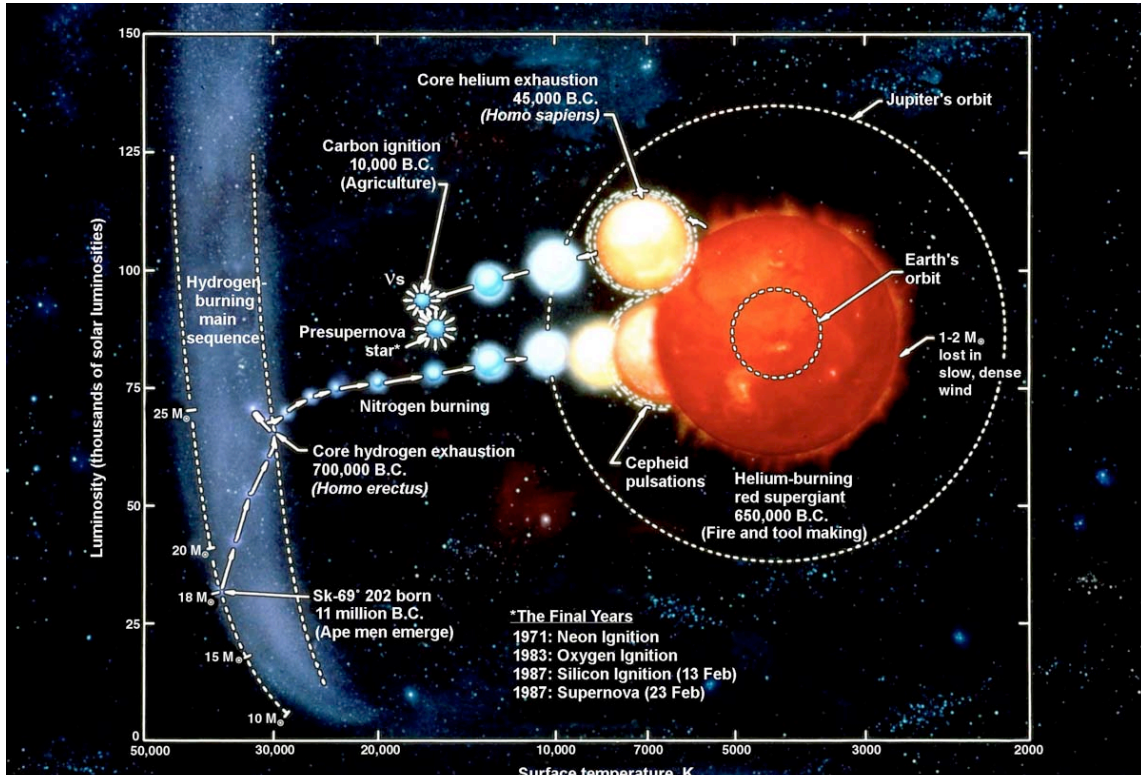 150
125
100
75
50
25
0
Luminosity (thousands of solar luminosities)
Core helium exhaustion
45,000 B.C.
(Homo sapiens)
Jupiter's orbit
Carbon ignition
10,000 B.C.
(Agriculture)
Hydrogen-
burning main
sequence
νs
Presupernova
star*
Earth's
orbit
1-2 M⊙
lost in
slow, dense
wind
Nitrogen burning
25 M⊙
Core hydrogen exhaustion
700,000 B.C.
(Homo erectus)
Cepheid
pulsations
Helium-burning
red supergiant
650,000 B.C.
(Fire and tool making)
20 M⊙
18 M⊙
Sk-69° 202 born
11 million B.C.
(Ape men emerge)
15 M⊙
10 M⊙
*The Final Years
1971: Neon Ignition
1983: Oxygen Ignition
1987: Silicon Ignition (13 Feb)
1987: Supernova (23 Feb)
50,000 30,000 20,000 10,000 7000 5000 3000 2000
Surface temperature, K